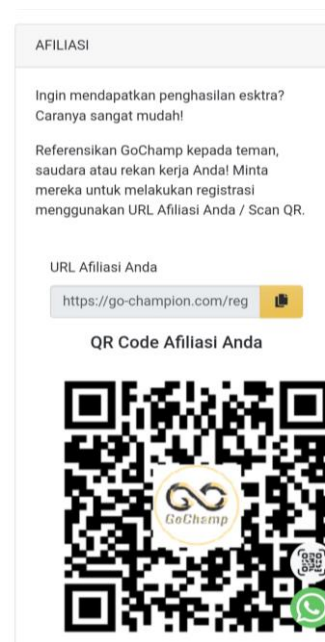 AFILIASI
Ingin mendapatkan penghasilan esktra?
Caranya sangat mudah!
Referensikan GoChamp kepada teman,
saudara atau rekan kerja Anda! Minta
mereka untuk melakukan registrasi
menggunakan URL Afiliasi Anda / Scan QR.
URL Afiliasi Anda
https://go-champion.com/reg
QR Code Afiliasi Anda
GoChamp